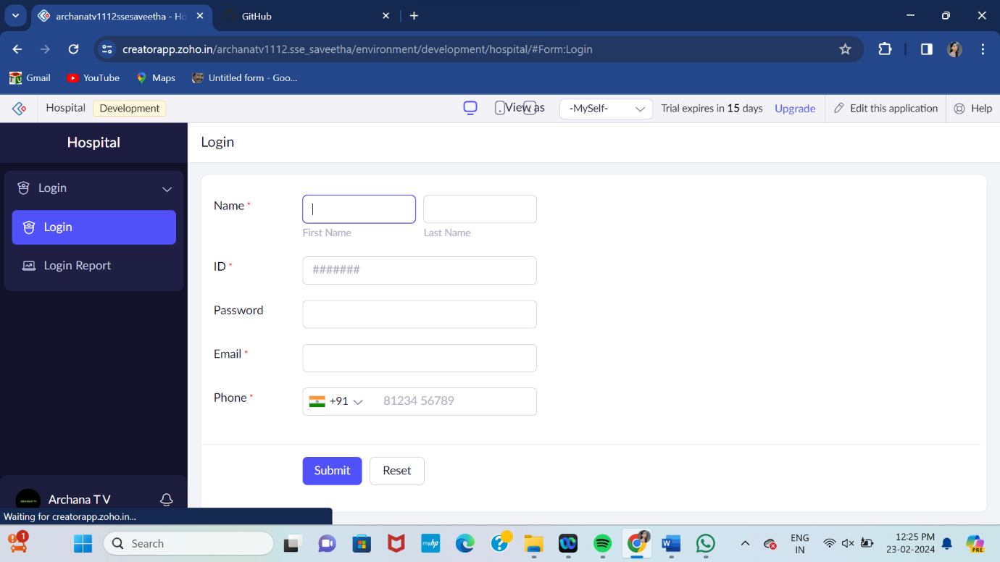 archanatv1112ssesaveetha - Ho
GitHub
creatorapp.zoho.in/archanatv1112.sse_saveetha/environment/development/hospital/#Form:Login
Gmail
YouTube
Maps
Untitled form - Goo...
Hospital
Development
View as
-MySelf-
Trial expires in 15 days
Upgrade
Edit this application
Help
Hospital
Login
Login
Login
Login Report
Name *
First Name
Last Name
ID *
#######
Password
Email *
Phone *
+91
81234 56789
Submit
Reset
Archana T V
Waiting for creatorapp.zoho.in...
1
Search
myhp
ENG
IN
12:25 PM
23-02-2024
PRE